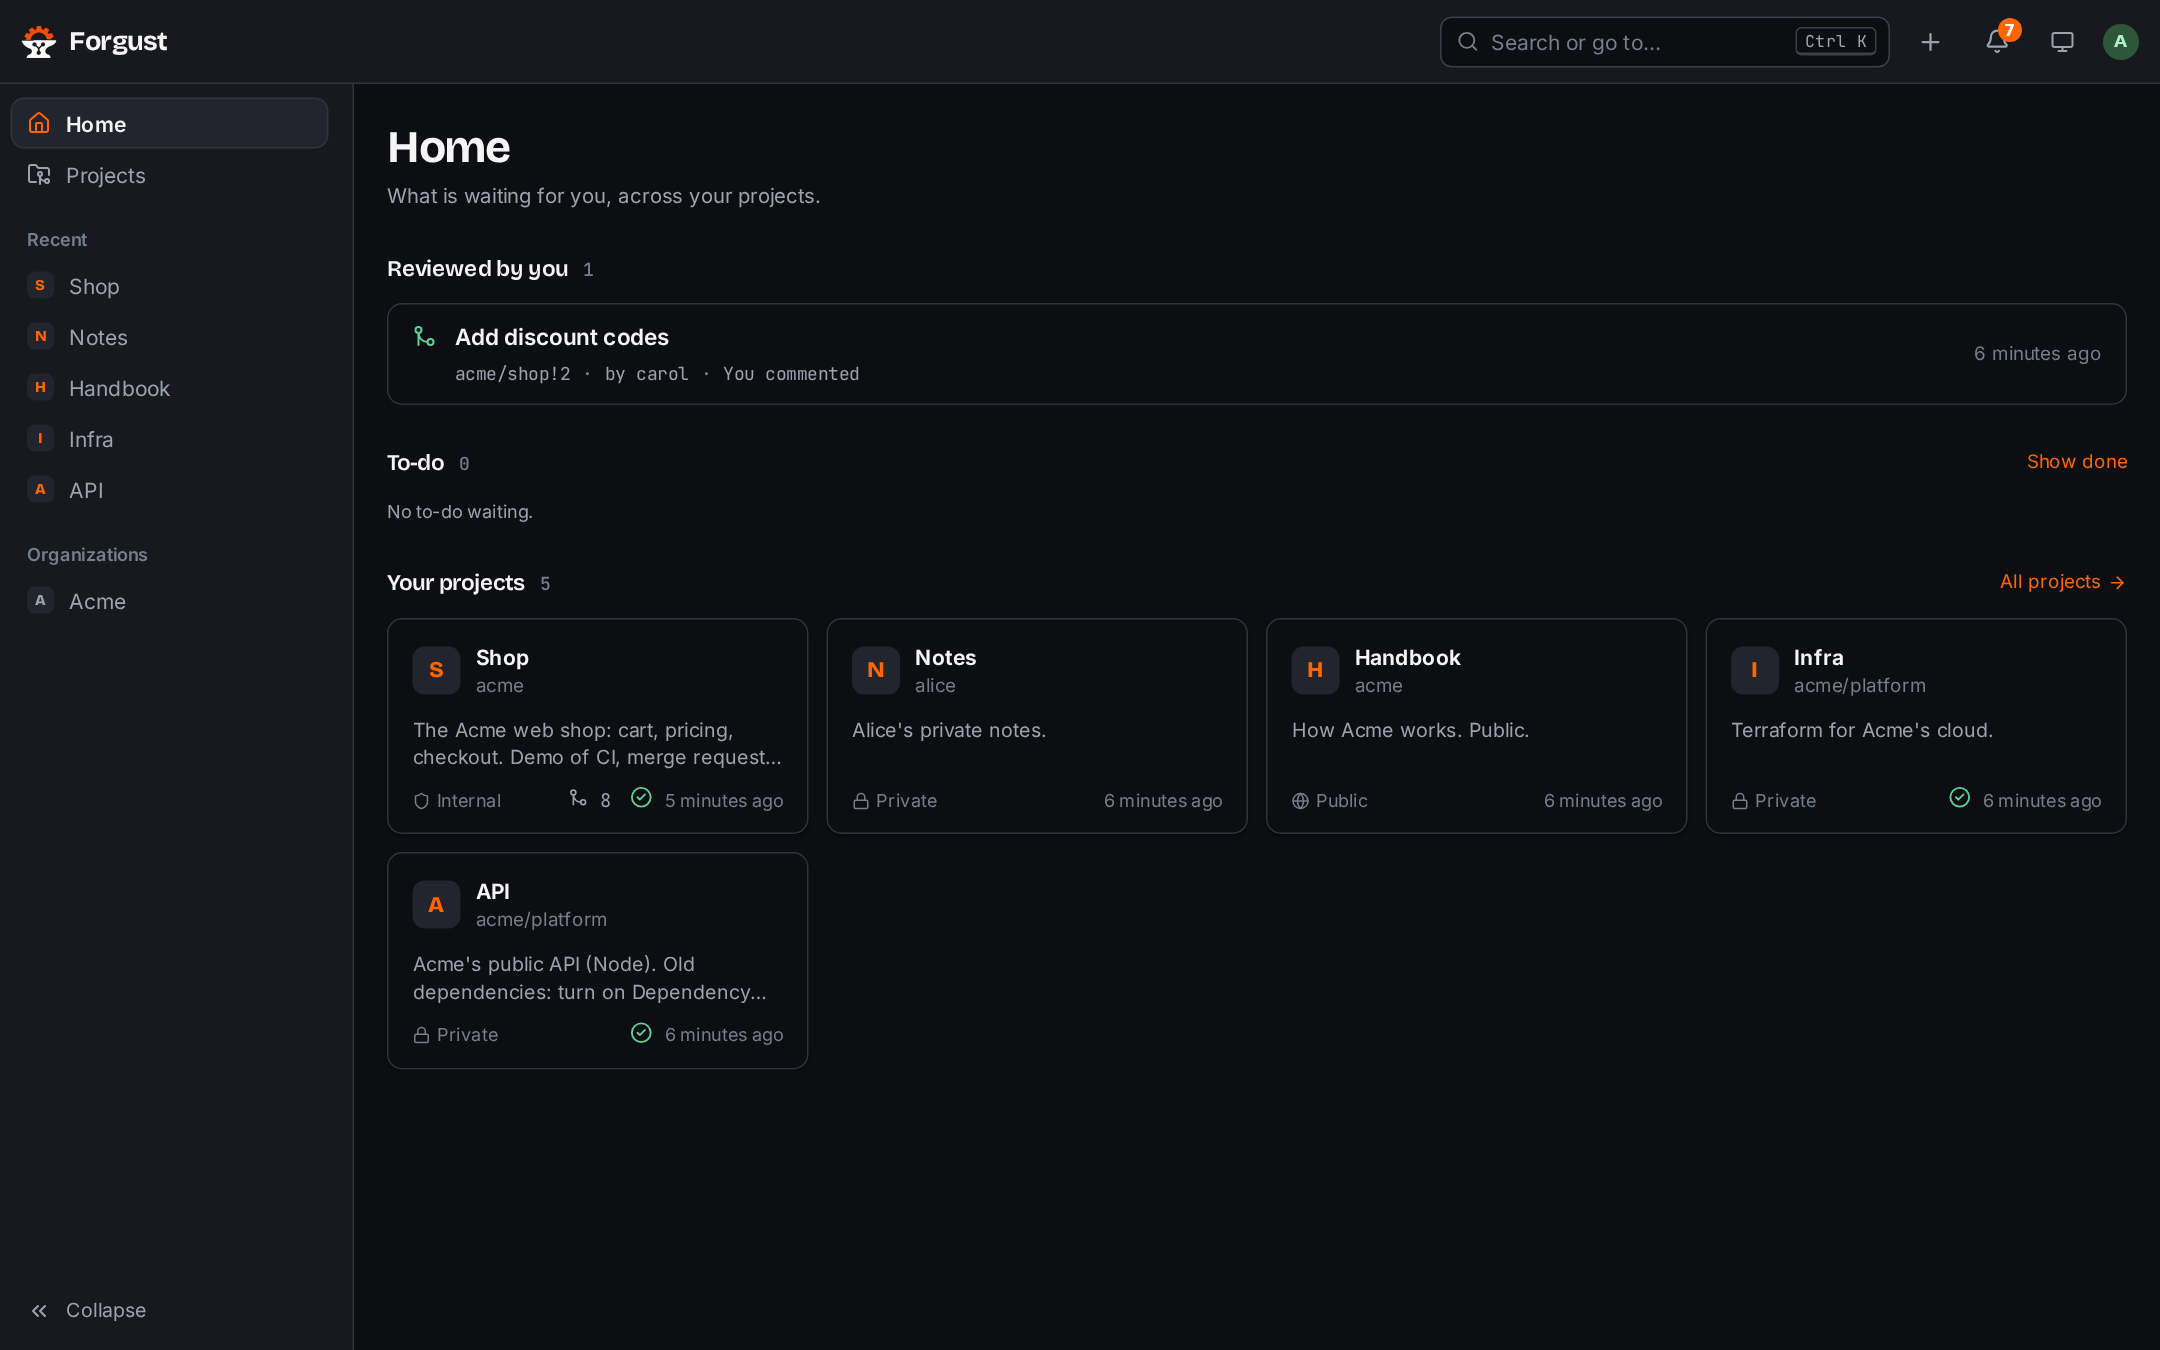 Forgust
Search or go to...
Ctrl K
7
A
Home
Projects
Recent
S Shop
N Notes
H Handbook
I Infra
A API
Organizations
A Acme
Collapse
Home
What is waiting for you, across your projects.
Reviewed by you 1
Add discount codes
acme/shop!2 · by carol · You commented
6 minutes ago
To-do 0
Show done
No to-do waiting.
Your projects 5
All projects →
S
Shop
acme
The Acme web shop: cart, pricing,
checkout. Demo of CI, merge request...
Internal 8 5 minutes ago
N
Notes
alice
Alice's private notes.
Private 6 minutes ago
H
Handbook
acme
How Acme works. Public.
Public 6 minutes ago
I
Infra
acme/platform
Terraform for Acme's cloud.
Private 6 minutes ago
A
API
acme/platform
Acme's public API (Node). Old
dependencies: turn on Dependency...
Private 6 minutes ago